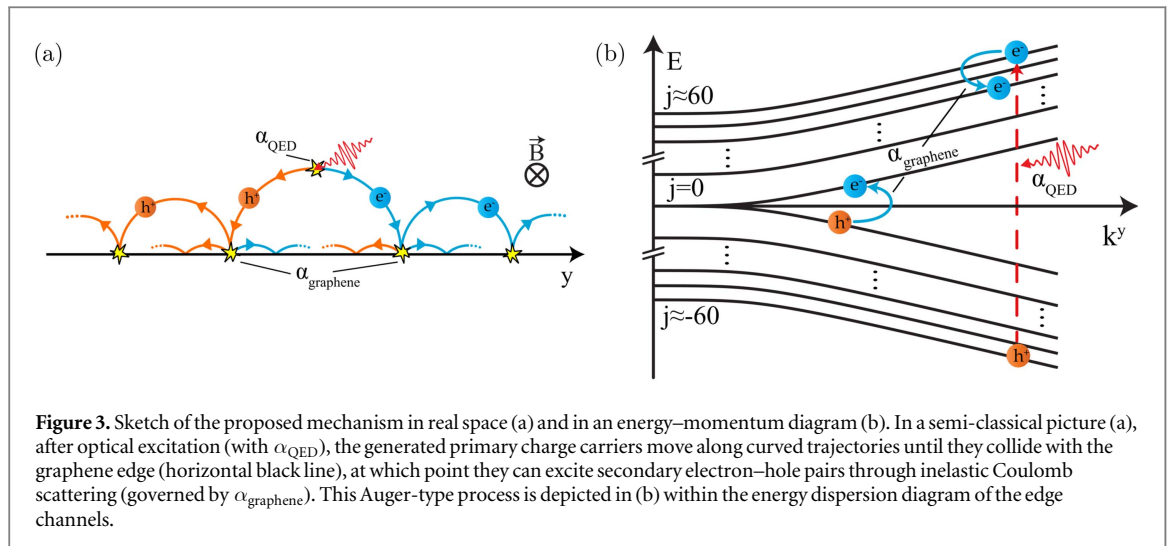 (a)
α_QED
B⃗
h⁺
h⁺
e⁻
e⁻
α_graphene
y
(b)
E
j≈60
e⁻
e⁻
α_graphene
j=0
e⁻
α_QED
h⁺
k^y
j≈-60
h⁺
Figure 3. Sketch of the proposed mechanism in real space (a) and in an energy–momentum diagram (b). In a semi-classical picture (a),
after optical excitation (with α_QED), the generated primary charge carriers move along curved trajectories until they collide with the
graphene edge (horizontal black line), at which point they can excite secondary electron–hole pairs through inelastic Coulomb
scattering (governed by α_graphene). This Auger-type process is depicted in (b) within the energy dispersion diagram of the edge
channels.